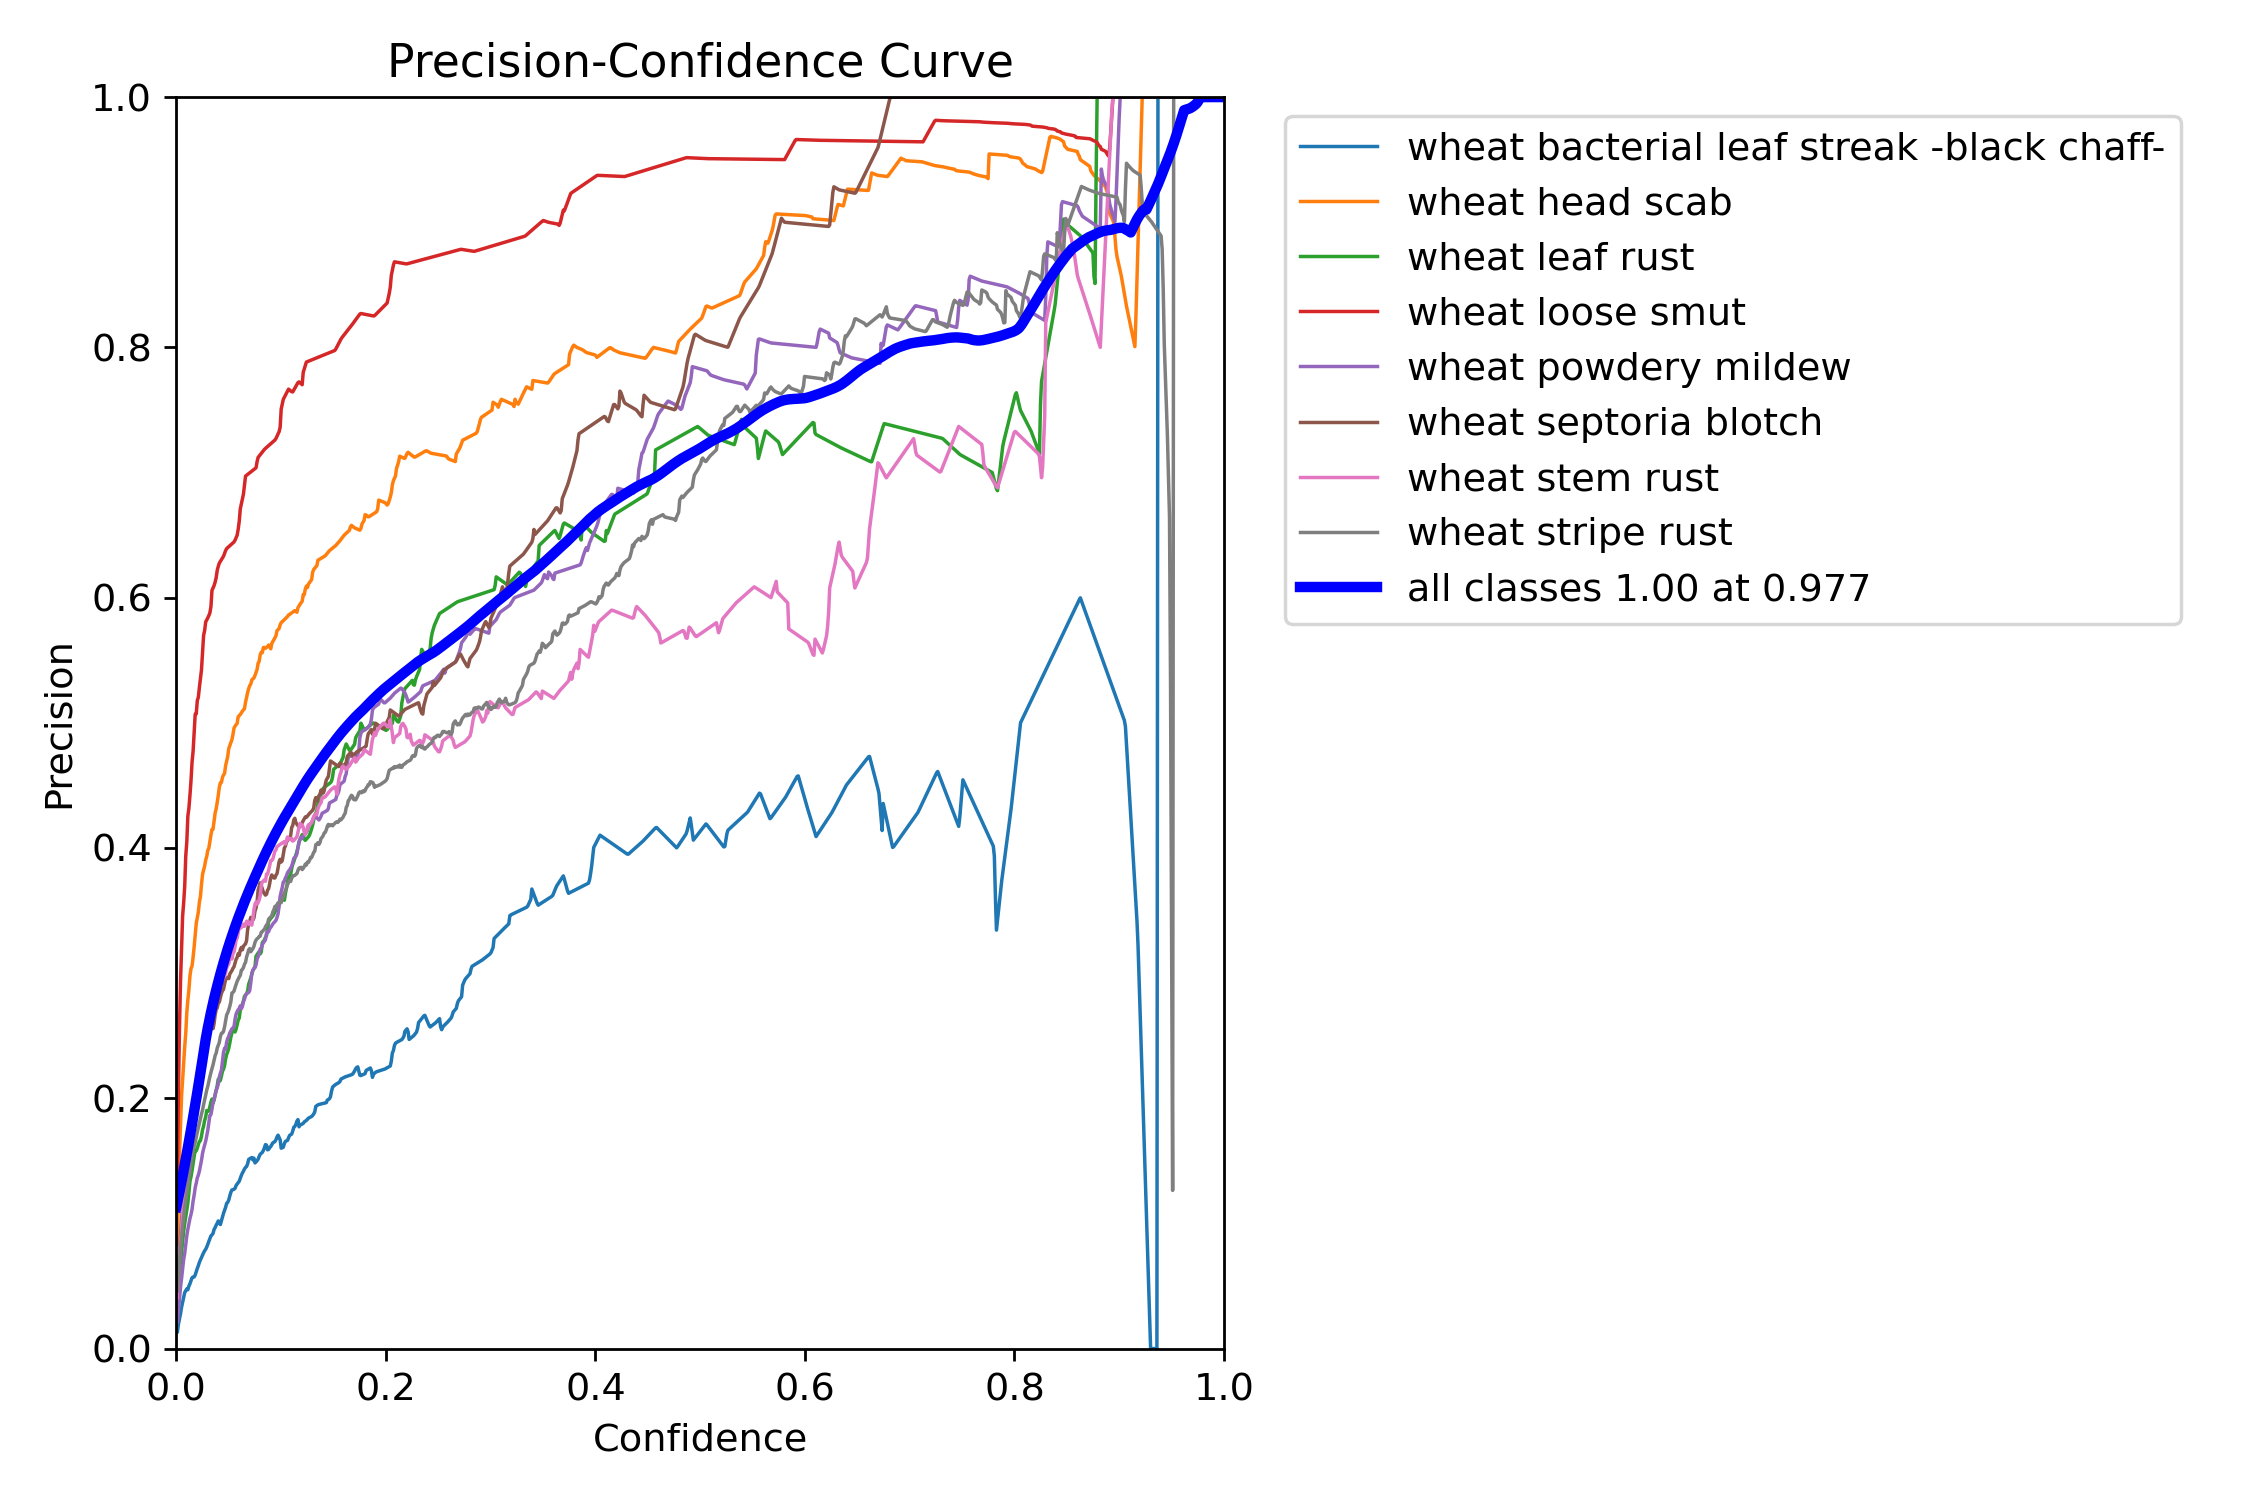 Precision-Confidence Curve
1.0
0.8
0.6
0.4
0.2
0.0
Precision
0.0 0.2 0.4 0.6 0.8 1.0
Confidence
wheat bacterial leaf streak -black chaff-
wheat head scab
wheat leaf rust
wheat loose smut
wheat powdery mildew
wheat septoria blotch
wheat stem rust
wheat stripe rust
all classes 1.00 at 0.977